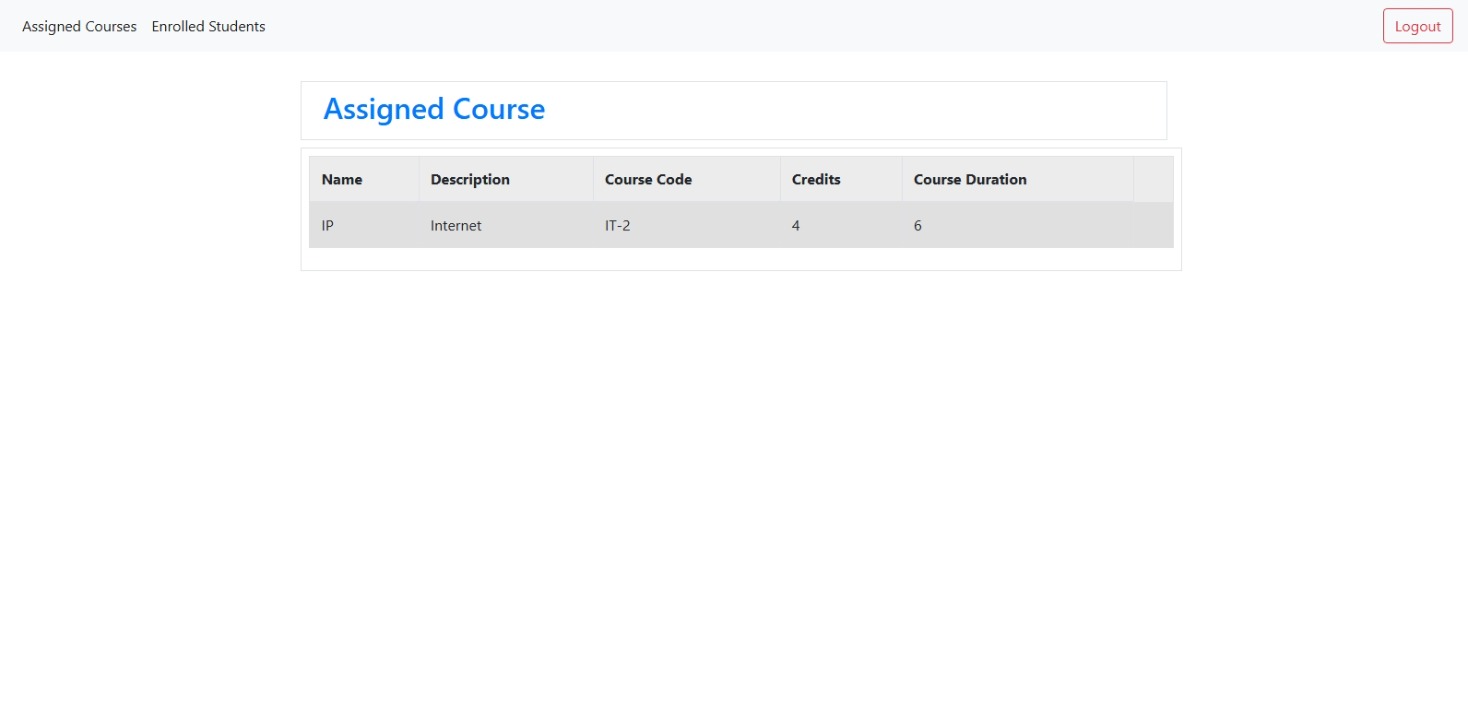 Assigned Courses Enrolled Students Logout
Assigned Course
Name Description Course Code Credits Course Duration
IP Internet IT-2 4 6